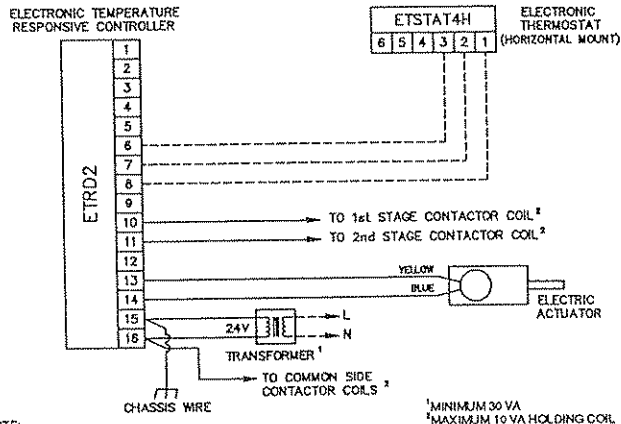 ELECTRONIC TEMPERATURE
RESPONSIVE CONTROLLER
ETSTAT4H
6 5 4 3 2 1
ELECTRONIC
THERMOSTAT
(HORIZONTAL MOUNT)
ETRD2
1
2
3
4
5
6
7
8
9
10
11
12
13
14
15
16
TO 1st STAGE CONTACTOR COIL²
TO 2nd STAGE CONTACTOR COIL²
YELLOW
BLUE
ELECTRIC
ACTUATOR
24V
L
N
TRANSFORMER¹
TO COMMON SIDE
CONTACTOR COILS ²
CHASSIS WIRE
¹MINIMUM 30 VA
²MAXIMUM 10 VA HOLDING COIL